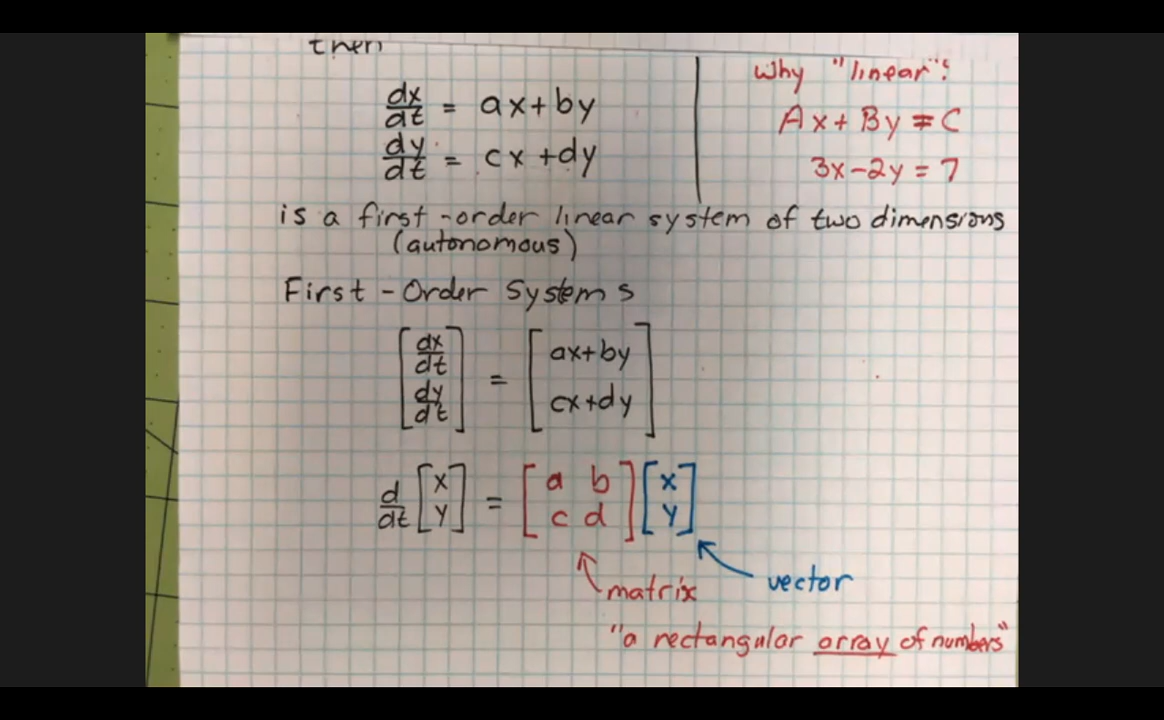 then
dx/dt = ax+by
dy/dt = cx+dy
Why "linear"?
Ax+By=C
3x-2y=7
is a first-order linear system of two dimensions
(autonomous)
First-Order Systems
[dx/dt dy/dt] = [ax+by cx+dy]
d/dt [x y] = [a b c d] [x y]
matrix
vector
"a rectangular array of numbers"